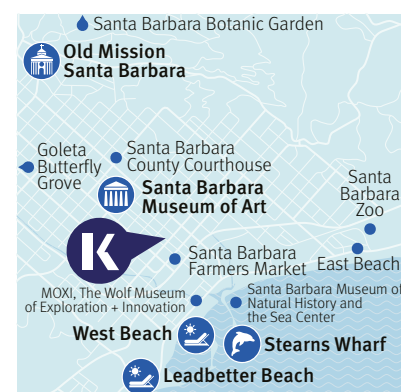 Santa Barbara Botanic Garden
Old Mission
Santa Barbara
Goleta
Butterfly
Grove
Santa Barbara
County Courthouse
Santa Barbara
Museum of Art
Santa
Barbara
Zoo
K
Santa Barbara
Farmers Market
East Beach
MOXI, The Wolf Museum
of Exploration + Innovation
Santa Barbara Museum of
Natural History and
the Sea Center
West Beach
Stearns Wharf
Leadbetter Beach